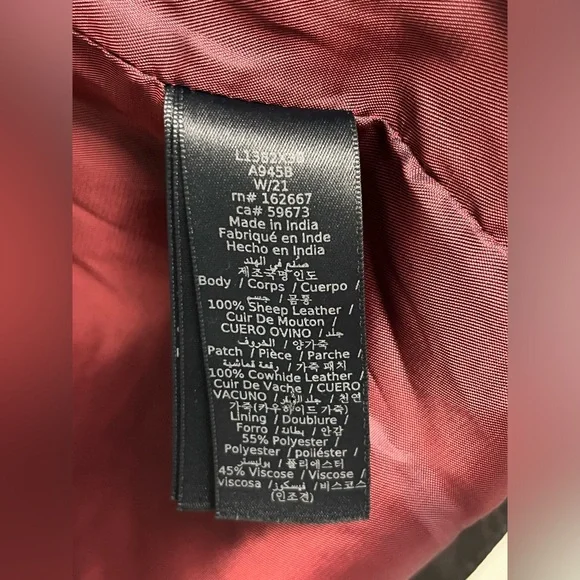 L1382X30
A945B
W/21
rn# 162667
ca# 59673
Made in India
Fabriqué en Inde
Hecho en India
صنع في الهند
제조국명:인도
Body / Corps / Cuerpo /
جسم / 몸통
100% Sheep Leather /
Cuir De Mouton /
CUERO OVINO / جلد
الخروف / 양가죽
Patch / Pièce / Parche /
رقعة قماشية / 가죽 패치
100% Cowhide Leather /
Cuir De Vache / CUERO
VACUNO / جلد البقر / 천연
가죽(카우하이드 가죽)
Lining / Doublure /
Forro / بطانة / 안감
55% Polyester /
Polyester / poliéster /
بوليستر / 폴리에스터
45% Viscose / Viscose /
viscosa / فيسكوز / 비스코스
(인조견)